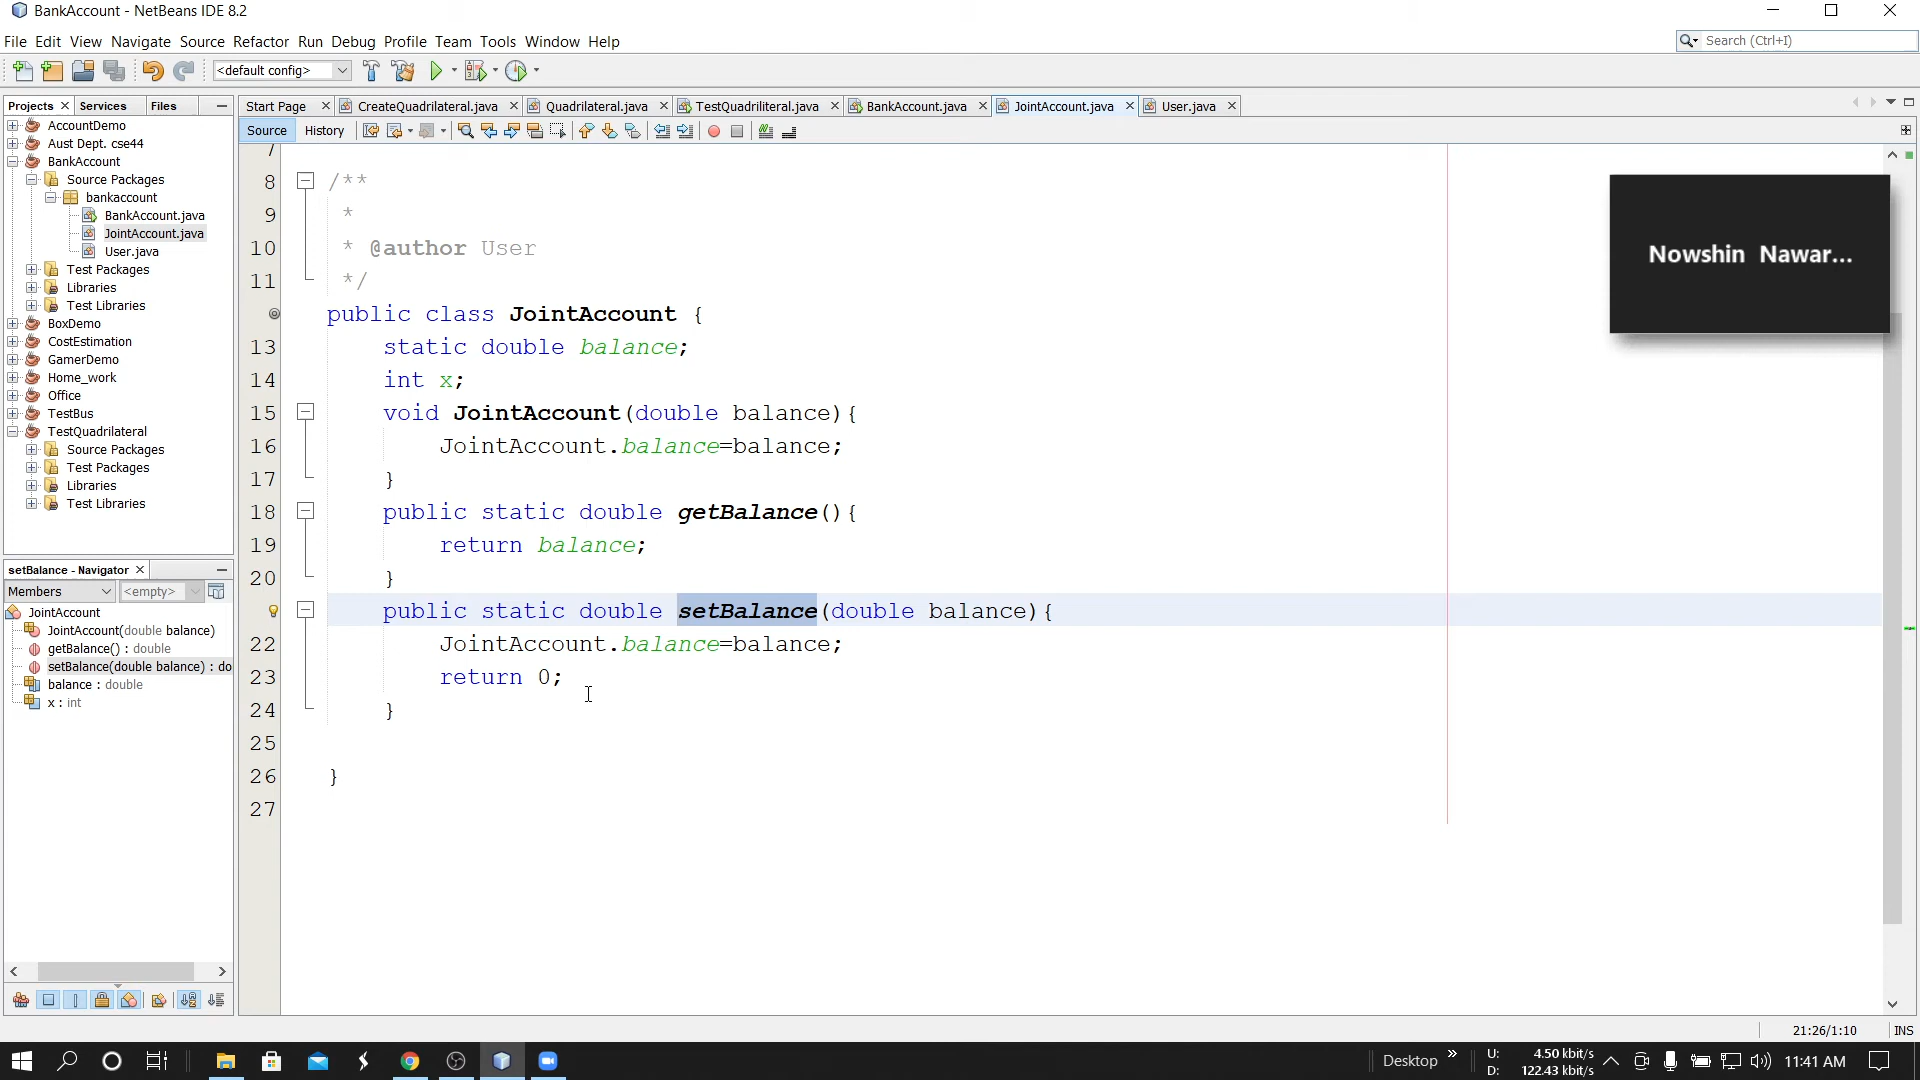 BankAccount - NetBeans IDE 8.2
File Edit View Navigate Source Refactor Run Debug Profile Team Tools Window Help
Search (Ctrl+I)
<default config>
Projects Services Files
Start Page CreateQuadrilateral.java Quadrilateral.java TestQuadriliteral.java BankAccount.java JointAccount.java User.java
Source History
AccountDemo
Aust Dept. cse44
BankAccount
Source Packages
bankaccount
BankAccount.java
JointAccount.java
User.java
Test Packages
Libraries
Test Libraries
BoxDemo
CostEstimation
GamerDemo
Home_work
Office
TestBus
TestQuadrilateral
Source Packages
Test Packages
Libraries
Test Libraries
setBalance - Navigator
Members <empty>
JointAccount
JointAccount(double balance)
getBalance() : double
setBalance(double balance) : do
balance : double
x : int
7
8 /**
9 *
10 * @author User
11 */
public class JointAccount {
13 static double balance;
14 int x;
15 void JointAccount(double balance){
16 JointAccount.balance=balance;
17 }
18 public static double getBalance(){
19 return balance;
20 }
public static double setBalance(double balance){
22 JointAccount.balance=balance;
23 return 0;
24 }
25
26 }
27
Nowshin Nawar...
21:26/1:10 INS
Desktop »
U: 4.50 kbit/s
D: 122.43 kbit/s
11:41 AM